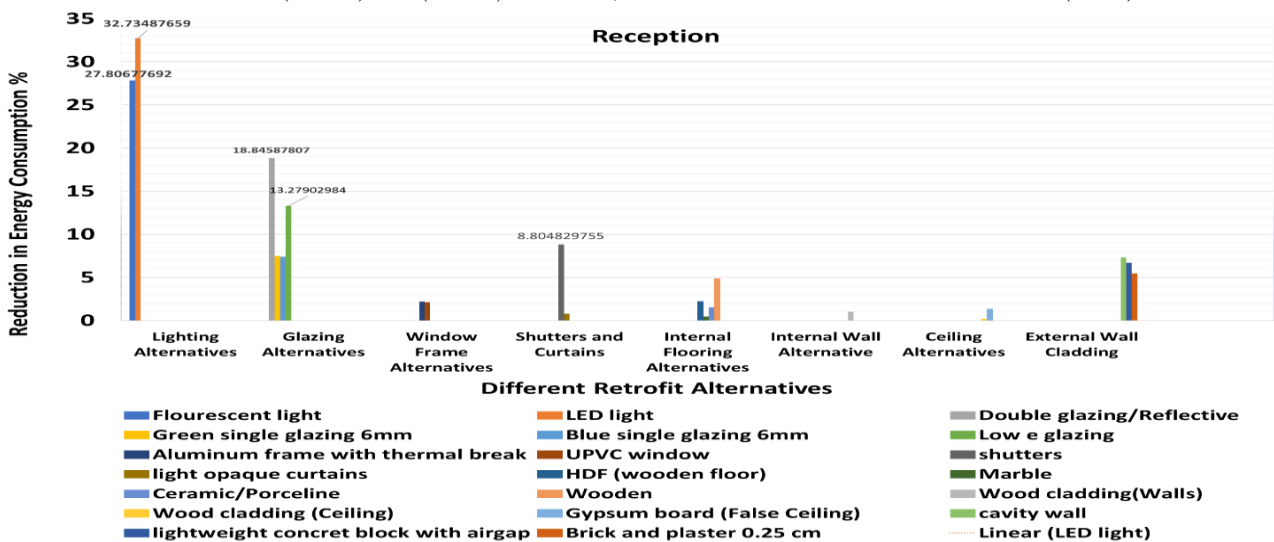 Reception
Reduction in Energy Consumption %
35
30
25
20
15
10
5
0
32.73487659
27.80677692
18.84587807
13.27902984
8.804829755
Lighting Alternatives
Glazing Alternatives
Window Frame Alternatives
Shutters and Curtains
Internal Flooring Alternatives
Internal Wall Alternative
Ceiling Alternatives
External Wall Cladding
Different Retrofit Alternatives
Flourescent light
LED light
Double glazing/Reflective
Green single glazing 6mm
Blue single glazing 6mm
Low e glazing
Aluminum frame with thermal break
UPVC window
shutters
light opaque curtains
HDF (wooden floor)
Marble
Ceramic/Porceline
Wooden
Wood cladding(Walls)
Wood cladding (Ceiling)
Gypsum board (False Ceiling)
cavity wall
lightweight concret block with airgap
Brick and plaster 0.25 cm
Linear (LED light)